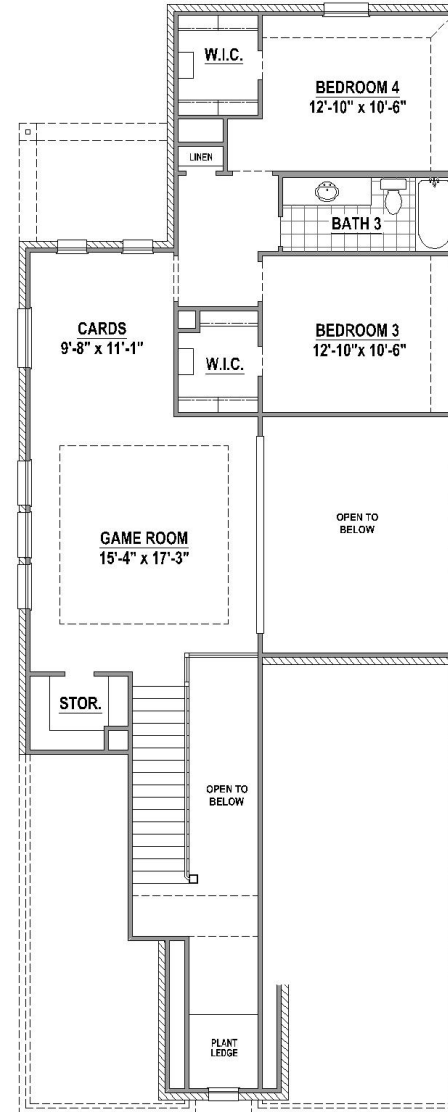 W.I.C.
BEDROOM 4
12'-10" x 10'-6"
LINEN
BATH 3
CARDS
9'-8" x 11'-1"
W.I.C.
BEDROOM 3
12'-10"x 10'-6"
OPEN TO
BELOW
GAME ROOM
15'-4" x 17'-3"
STOR.
OPEN TO
BELOW
PLANT
LEDGE